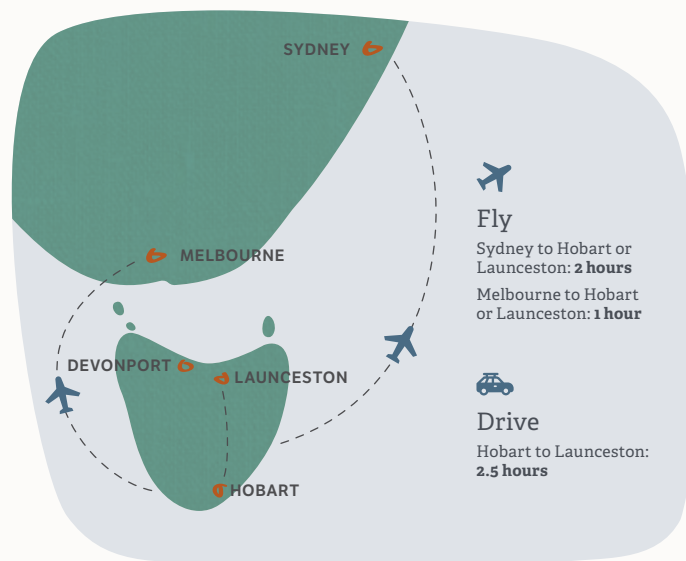 SYDNEY
MELBOURNE
DEVONPORT
LAUNCESTON
HOBART
Fly
Sydney to Hobart or
Launceston: 2 hours
Melbourne to Hobart
or Launceston: 1 hour
Drive
Hobart to Launceston:
2.5 hours